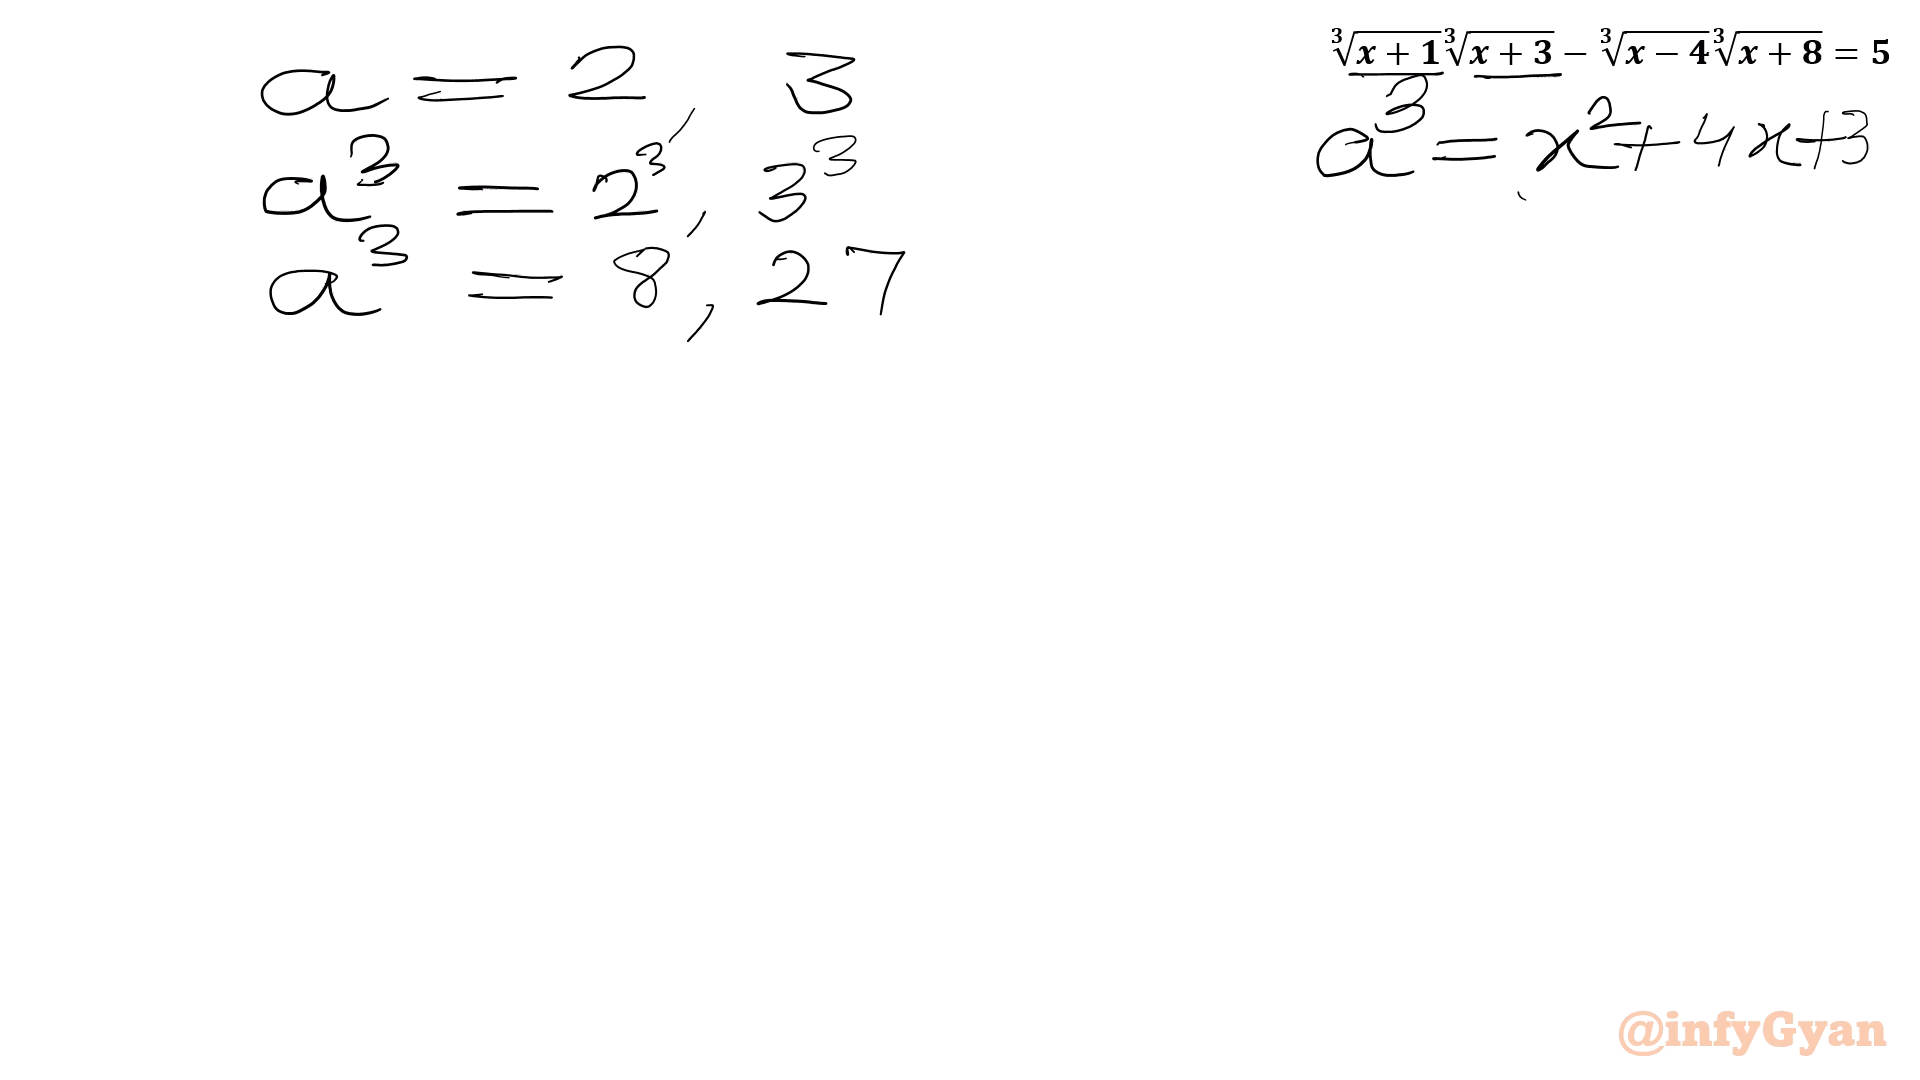 ∛(x + 1) ∛(x + 3) − ∛(x − 4) ∛(x + 8) = 5
a³ = x² + 4x + 3
a = 2, 3
a³ = 2³, 3³
a³ = 8, 27
@infyGyan